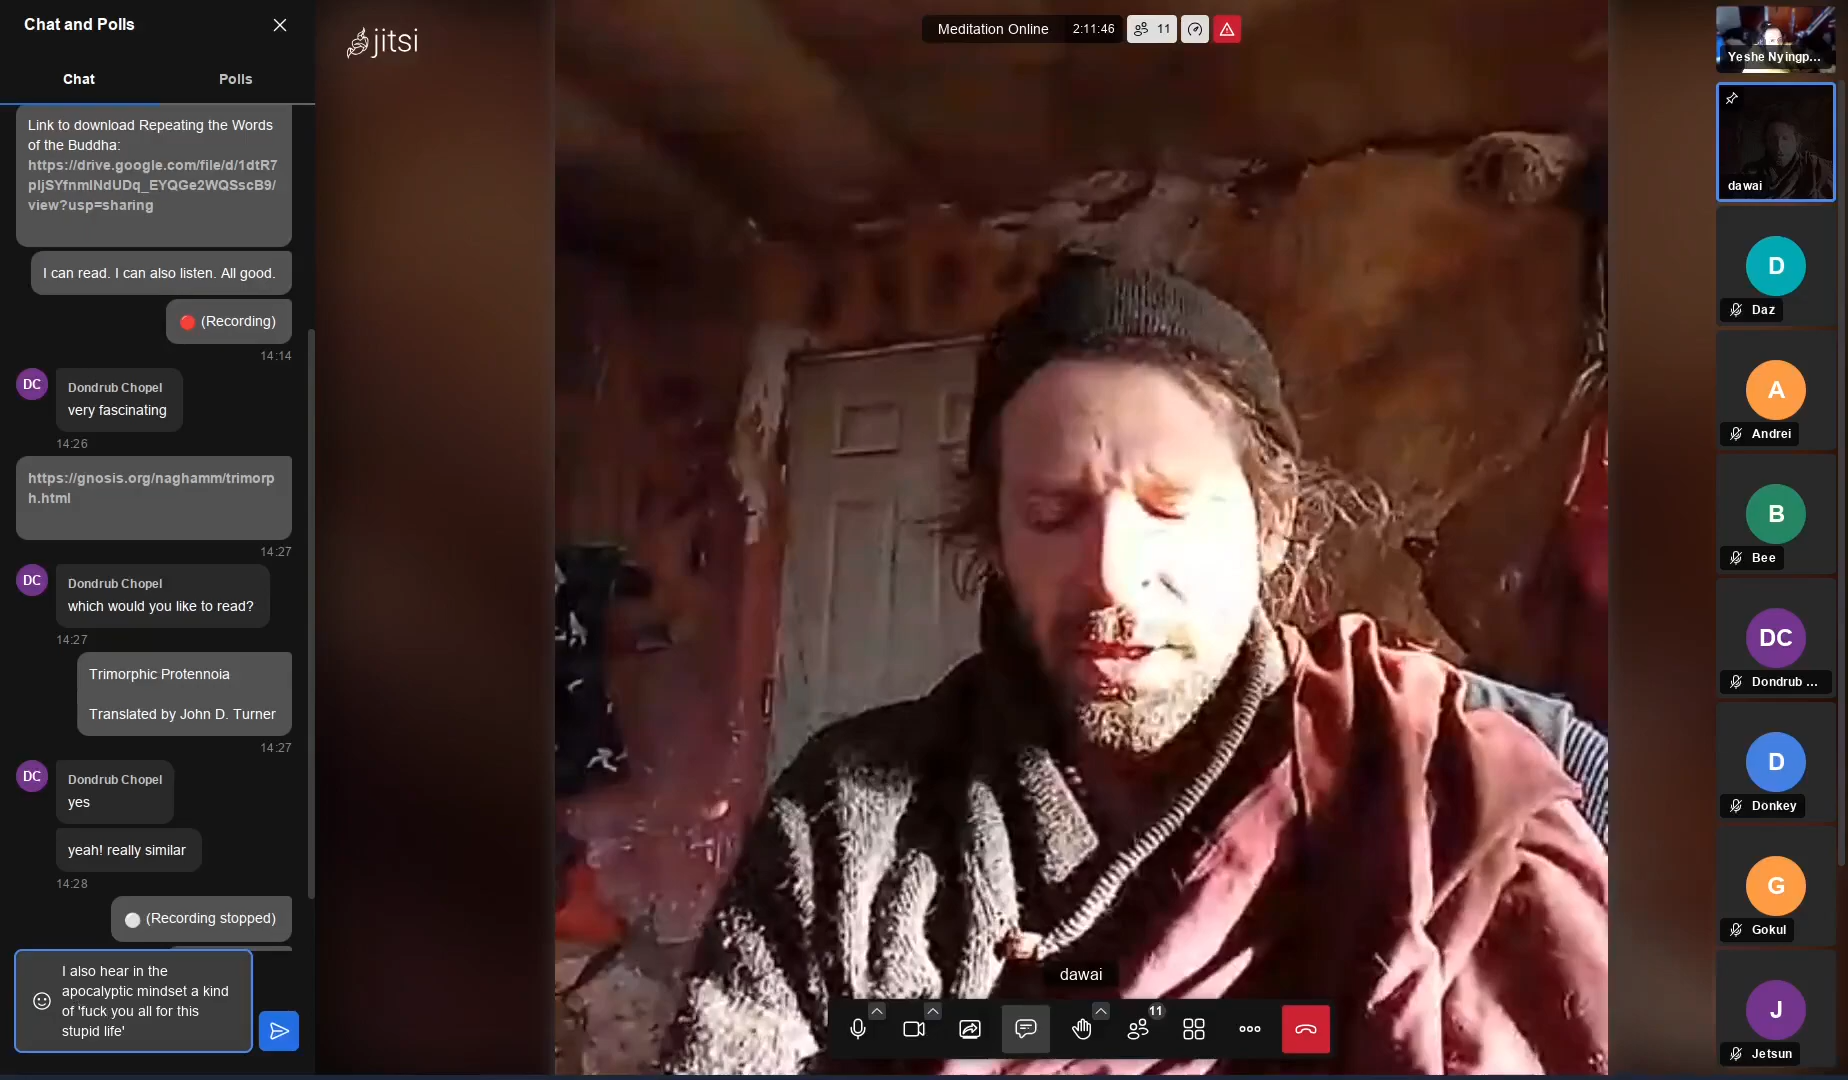 Chat and Polls
Chat
Polls
Link to download Repeating the Words
of the Buddha:
https://drive.google.com/file/d/1dtR7
pljSYfnmlNdUDq_EYQGe2WQSscB9/
view?usp=sharing
I can read. I can also listen. All good.
(Recording)
14:14
DC
Dondrub Chopel
very fascinating
14:26
https://gnosis.org/naghamm/trimorp
h.html
14:27
DC
Dondrub Chopel
which would you like to read?
14:27
Trimorphic Protennoia
Translated by John D. Turner
14:27
DC
Dondrub Chopel
yes
yeah! really similar
14:28
(Recording stopped)
I also hear in the
apocalyptic mindset a kind
of 'fuck you all for this
stupid life'
jitsi
Meditation Online
2:11:46
11
dawai
11
Yeshe Nyingp...
dawai
D
Daz
A
Andrei
B
Bee
DC
Dondrub ...
D
Donkey
G
Gokul
J
Jetsun